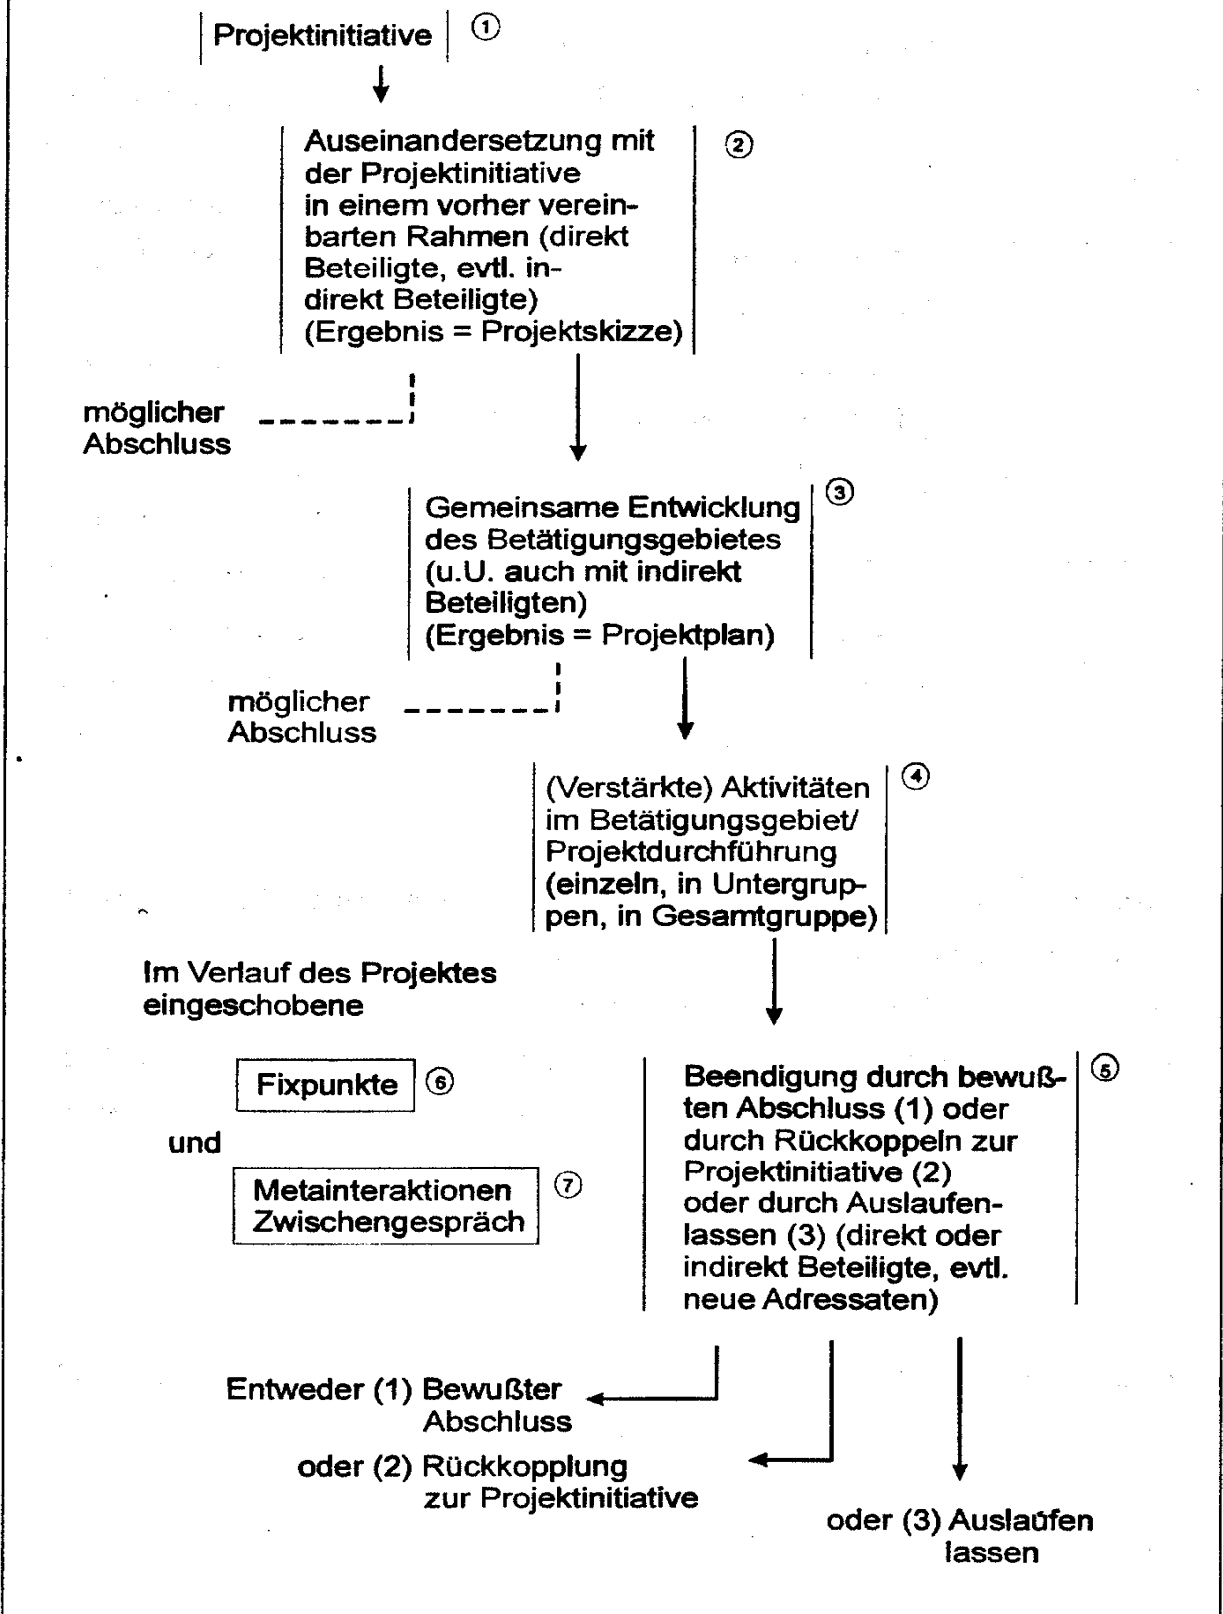 Projektinitiative ①
Auseinandersetzung mit ②
der Projektinitiative
in einem vorher verein-
barten Rahmen (direkt
Beteiligte, evtl. in-
direkt Beteiligte)
(Ergebnis = Projektskizze)
möglicher
Abschluss
Gemeinsame Entwicklung ③
des Betätigungsgebietes
(u.U. auch mit indirekt
Beteiligten)
(Ergebnis = Projektplan)
möglicher
Abschluss
(Verstärkte) Aktivitäten ④
im Betätigungsgebiet/
Projektdurchführung
(einzeln, in Untergrup-
pen, in Gesamtgruppe)
Im Verlauf des Projektes
eingeschobene
Fixpunkte ⑥
und
Metainteraktionen ⑦
Zwischengespräch
Beendigung durch bewuß- ⑤
ten Abschluss (1) oder
durch Rückkoppeln zur
Projektinitiative (2)
oder durch Auslaufen-
lassen (3) (direkt oder
indirekt Beteiligte, evtl.
neue Adressaten)
Entweder (1) Bewußter
Abschluss
oder (2) Rückkopplung
zur Projektinitiative
oder (3) Auslaufen
lassen